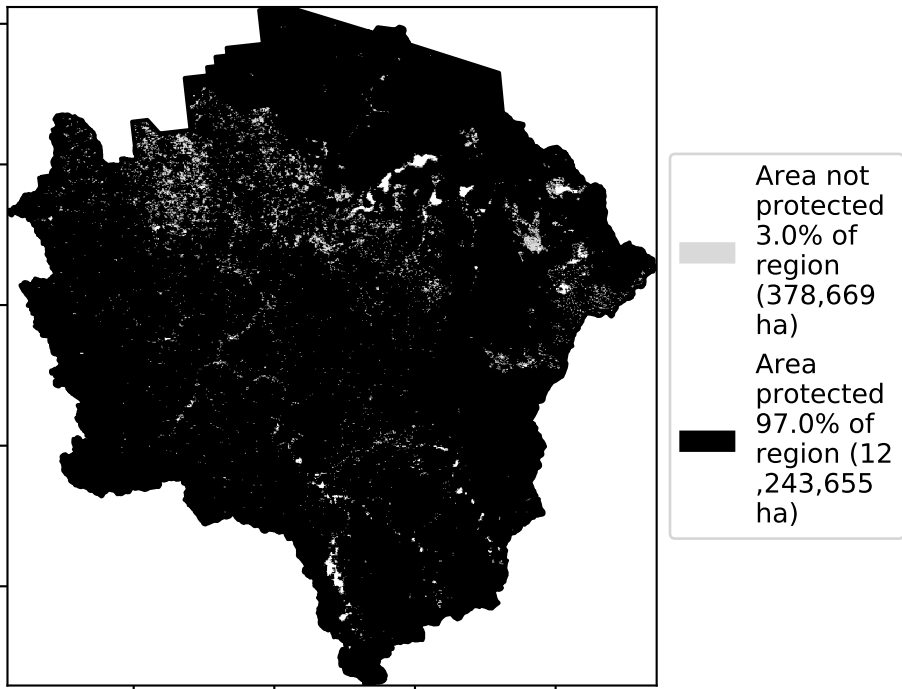 Area not
protected
3.0% of
region
(378,669
ha)
Area
protected
97.0% of
region (12
,243,655
ha)